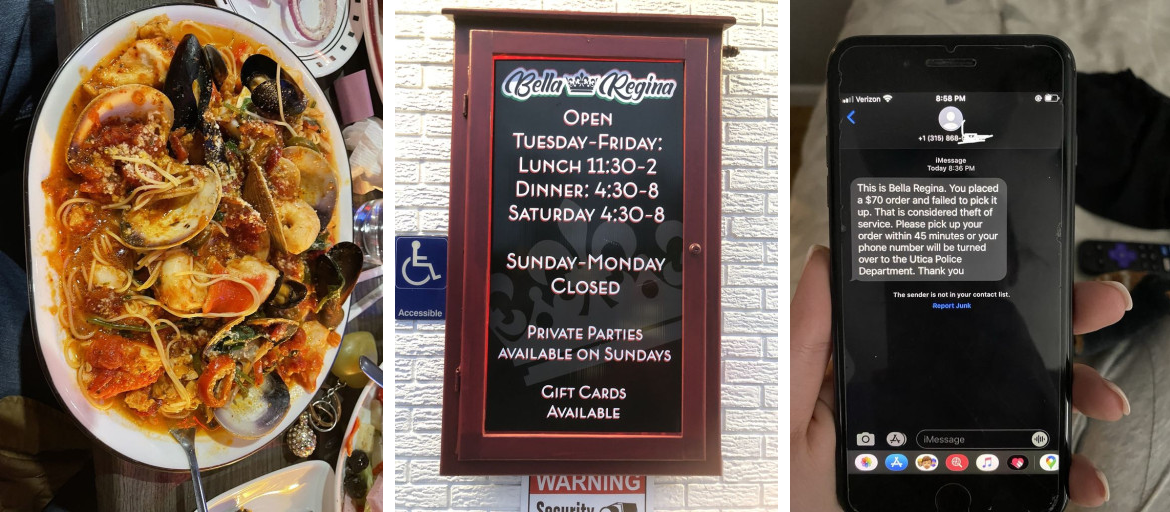 Bella Regina
Open
Tuesday-Friday:
Lunch 11:30-2
Dinner: 4:30-8
Saturday 4:30-8
Sunday-Monday
Closed
Private Parties
available on Sundays
Gift Cards
Available
Accessible
WARNING
Security
Verizon 8:58 PM
+1 (315) 868-
iMessage
Today 8:36 PM
This is Bella Regina. You placed
a $70 order and failed to pick it
up. That is considered theft of
service. Please pick up your
order within 45 minutes or your
phone number will be turned
over to the Utica Police
Department. Thank you
The sender is not in your contact list.
Report Junk
iMessage